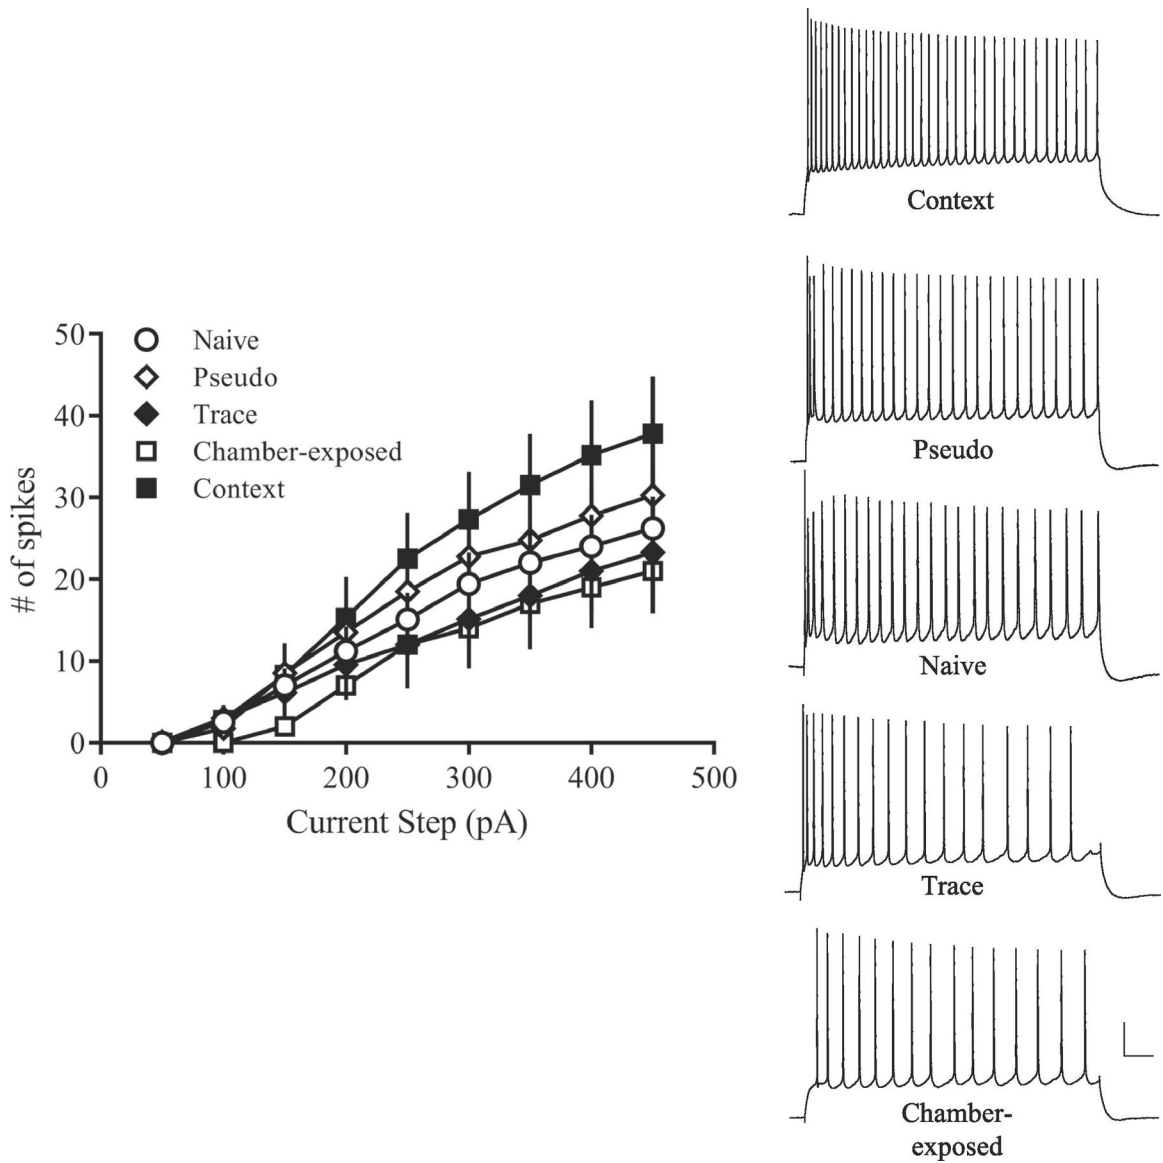 Context
Pseudo
Naive
Trace
Chamber-
exposed
50
40
30
20
10
0
# of spikes
Naive
Pseudo
Trace
Chamber-exposed
Context
0
100
200
300
400
500
Current Step (pA)